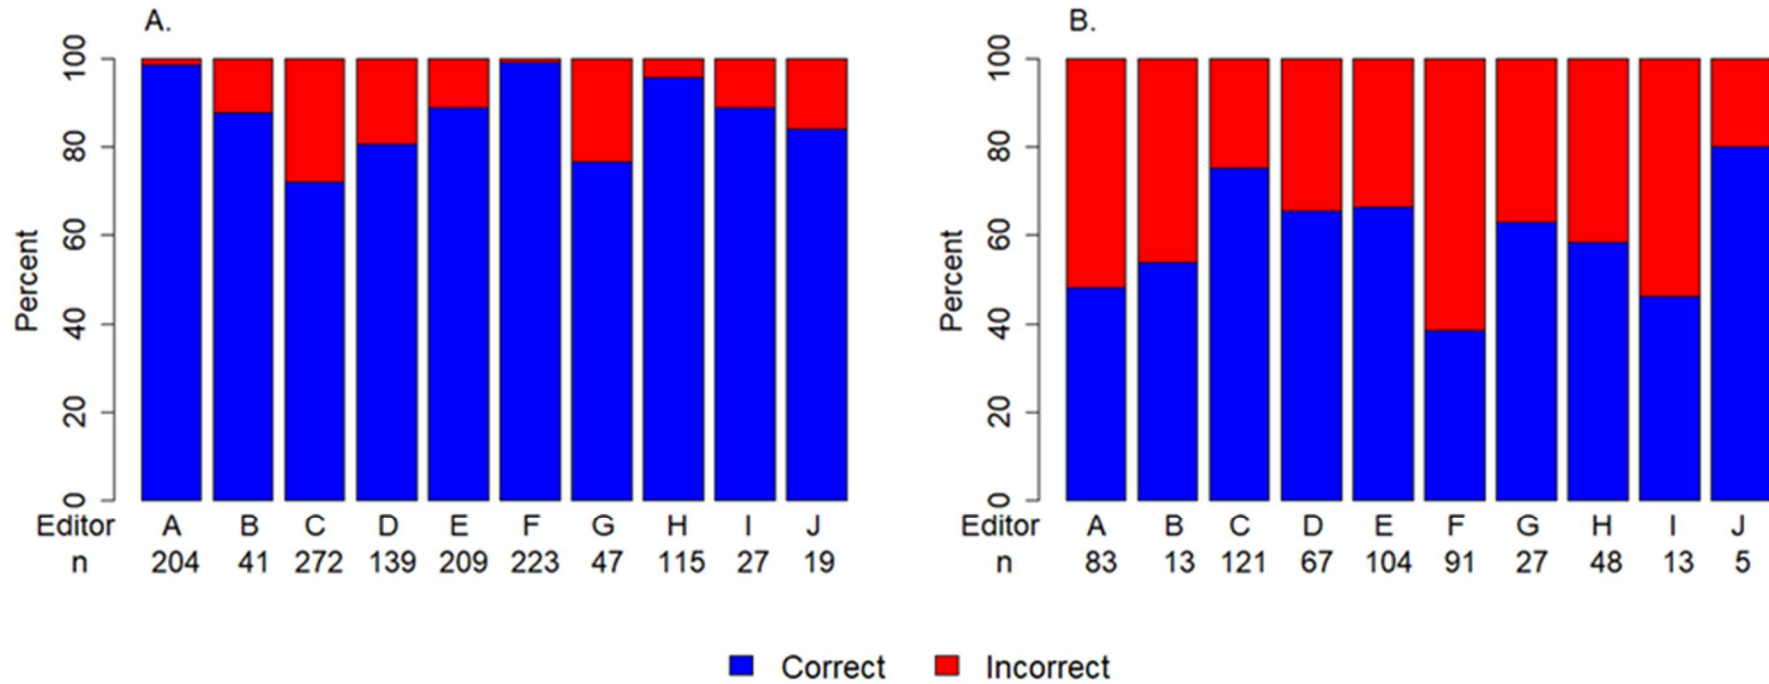 A.
Percent
0 20 40 60 80 100
Editor A B C D E F G H I J
n 204 41 272 139 209 223 47 115 27 19
B.
Percent
0 20 40 60 80 100
Editor A B C D E F G H I J
n 83 13 121 67 104 91 27 48 13 5
Correct Incorrect